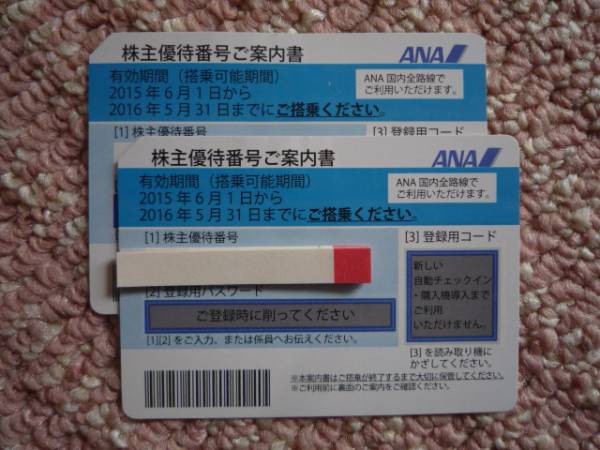 株主優待番号ご案内書
ANA
有効期間（搭乗可能期間）
2015年6月1日から
2016年5月31日までにご搭乗ください。
ANA国内全路線で
ご利用いただけます。
[1] 株主優待番号
[3] 登録用コード
株主優待番号ご案内書
ANA
有効期間（搭乗可能期間）
2015年6月1日から
2016年5月31日までにご搭乗ください。
ANA国内全路線で
ご利用いただけます。
[1] 株主優待番号
[3] 登録用コード
新しい
自動チェックイン
・購入機導入まで
ご利用
いただけません。
[2] 登録用パスワード
ご登録時に削ってください
[1][2] をご入力、または係員へお伝えください。
[3] を読み取り機に
かざしてください。
※本案内書はご搭乗が終了するまで大切に保管してください。
※ご利用前に裏面のご案内をご確認ください。